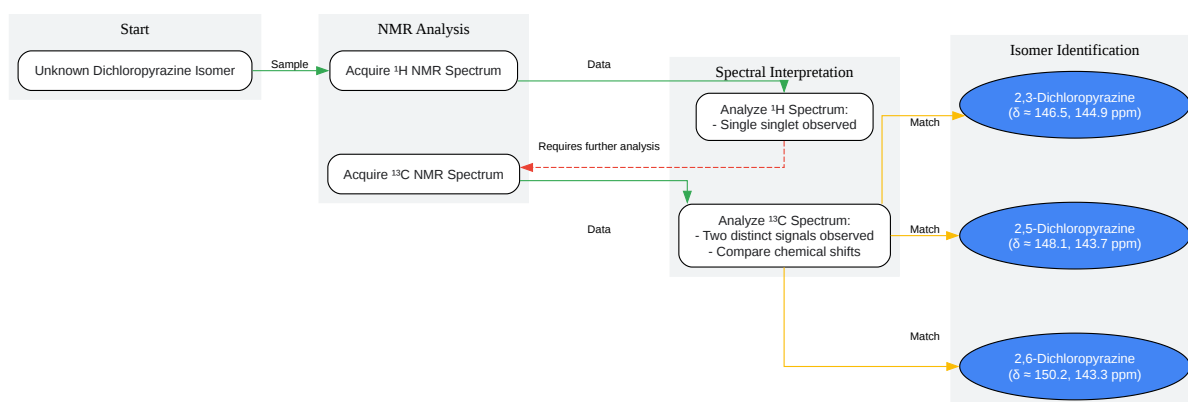 Start
Unknown Dichloropyrazine Isomer
Sample
NMR Analysis
Acquire ¹H NMR Spectrum
Acquire ¹³C NMR Spectrum
Data
Requires further analysis
Data
Spectral Interpretation
Analyze ¹H Spectrum:
- Single singlet observed
Analyze ¹³C Spectrum:
- Two distinct signals observed
- Compare chemical shifts
Match
Match
Match
Isomer Identification
2,3-Dichloropyrazine
(δ ≈ 146.5, 144.9 ppm)
2,5-Dichloropyrazine
(δ ≈ 148.1, 143.7 ppm)
2,6-Dichloropyrazine
(δ ≈ 150.2, 143.3 ppm)